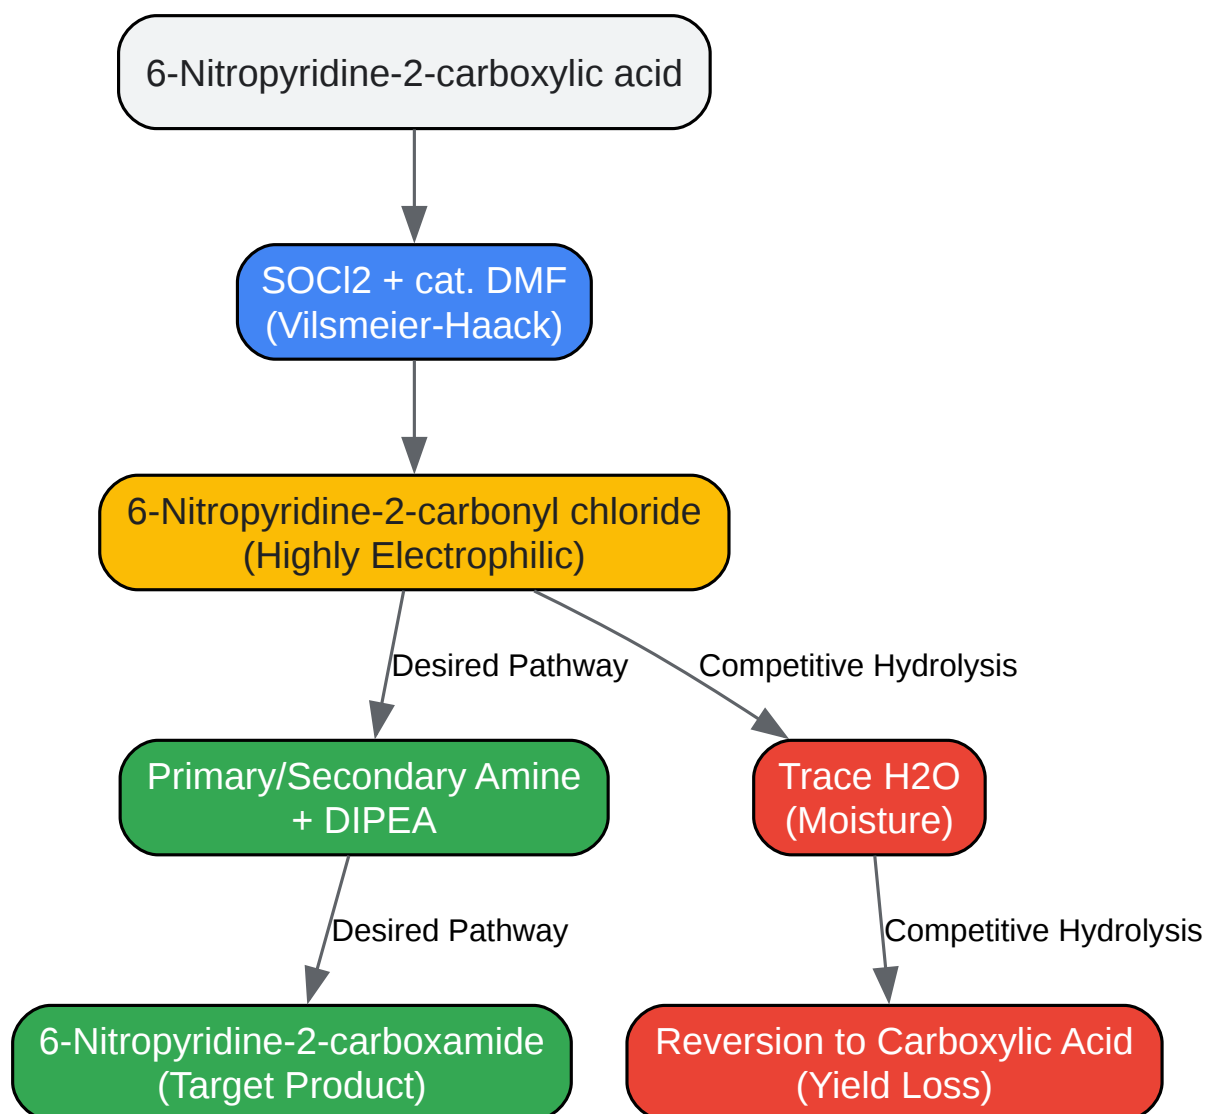 6-Nitropyridine-2-carboxylic acid
SOCl2 + cat. DMF
(Vilsmeier-Haack)
6-Nitropyridine-2-carbonyl chloride
(Highly Electrophilic)
Desired Pathway
Competitive Hydrolysis
Primary/Secondary Amine
+ DIPEA
Trace H2O
(Moisture)
Desired Pathway
Competitive Hydrolysis
6-Nitropyridine-2-carboxamide
(Target Product)
Reversion to Carboxylic Acid
(Yield Loss)